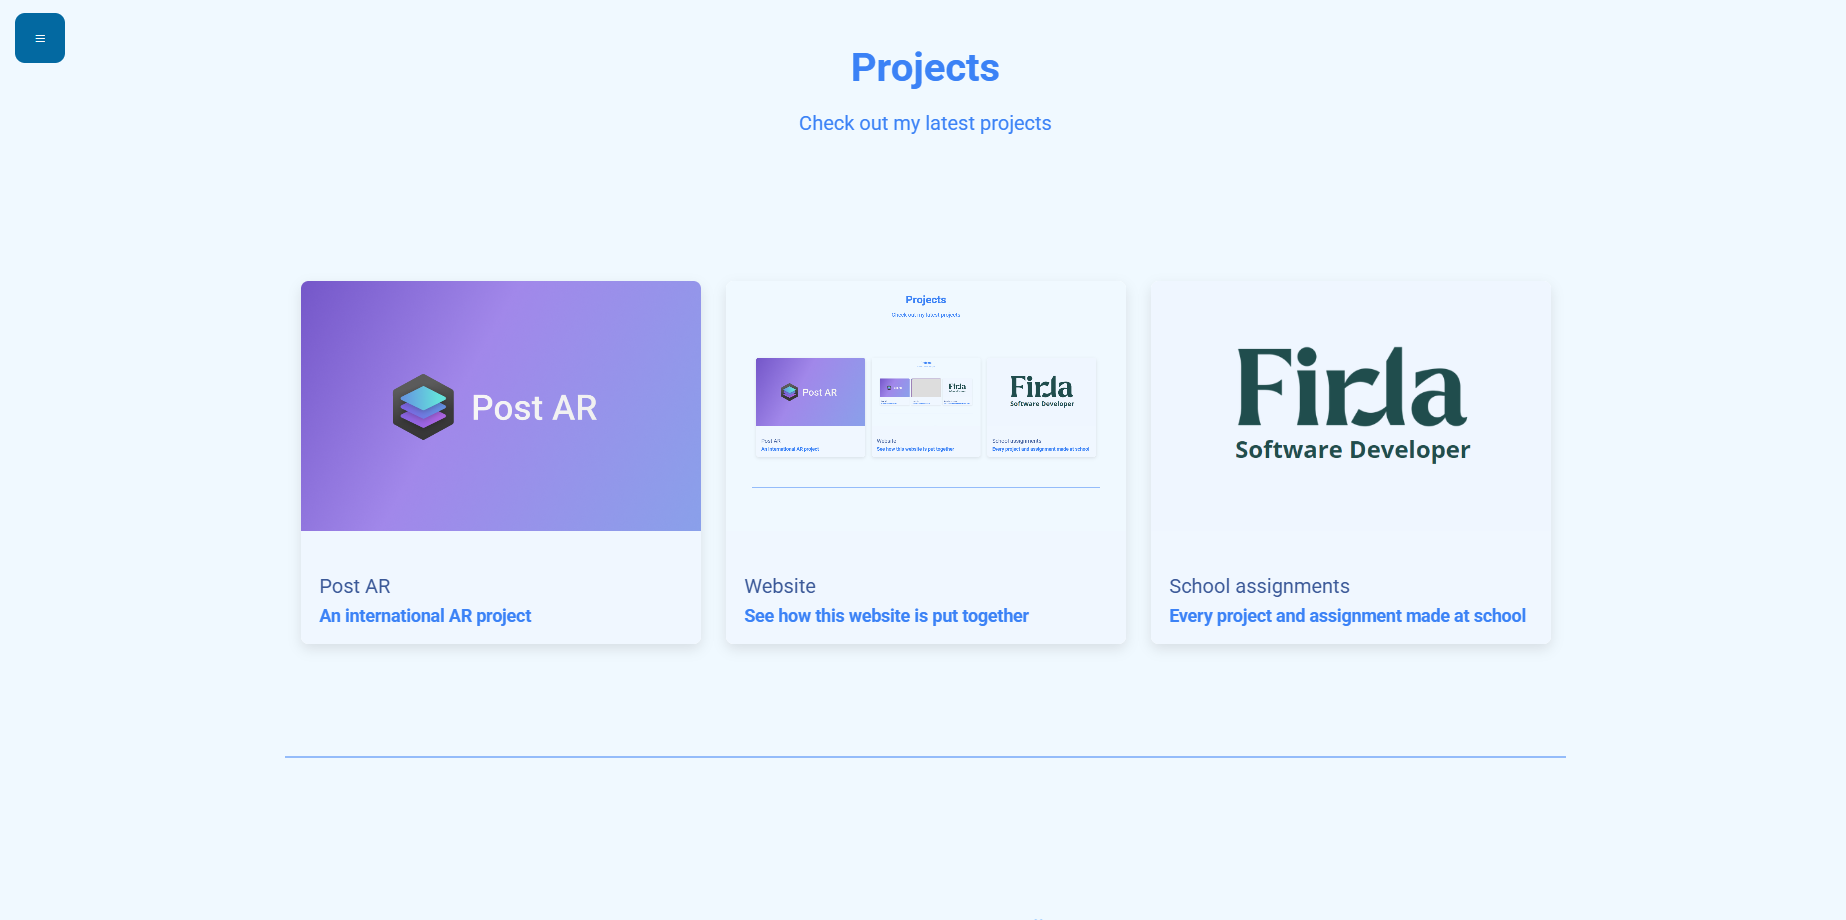 Projects
Check out my latest projects
Post AR
Projects
Check out my latest projects
Post AR
Firda
Software Developer
Post AR
An international AR project
Website
See how this website is put together
School assignments
Every project and assignment made at school
Firda
Software Developer
Post AR
An international AR project
Website
See how this website is put together
School assignments
Every project and assignment made at school